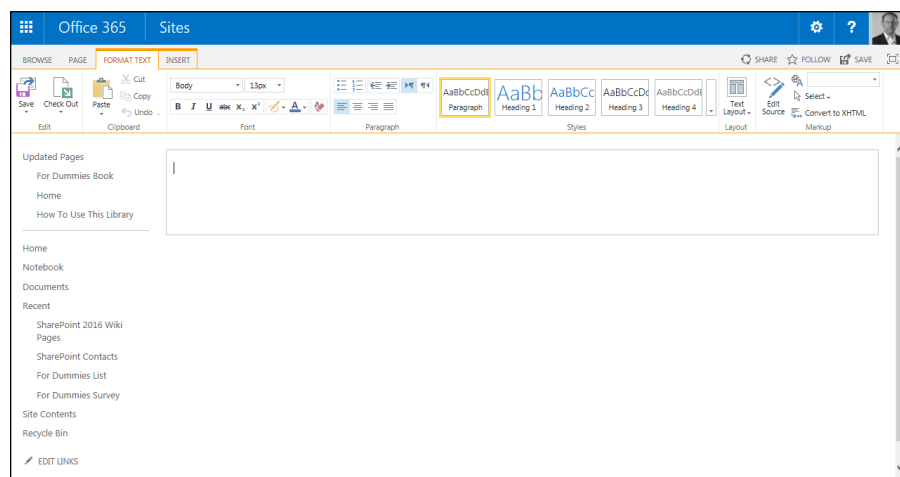 Office 365 Sites ?
BROWSE PAGE FORMAT TEXT INSERT SHARE FOLLOW SAVE
Save Check Out Paste Cut Copy Undo
Body 13px
B I U abc X₂ X² A
AaBbCcDdE AaBb AaBbCc AaBbCcDd AaBbCcDdE
Paragraph Heading 1 Heading 2 Heading 3 Heading 4
Text Layout Edit Source Select Convert to XHTML
Edit Clipboard Font Paragraph Styles Layout Markup
Updated Pages
For Dummies Book
Home
How To Use This Library
Home
Notebook
Documents
Recent
SharePoint 2016 Wiki
Pages
SharePoint Contacts
For Dummies List
For Dummies Survey
Site Contents
Recycle Bin
EDIT LINKS